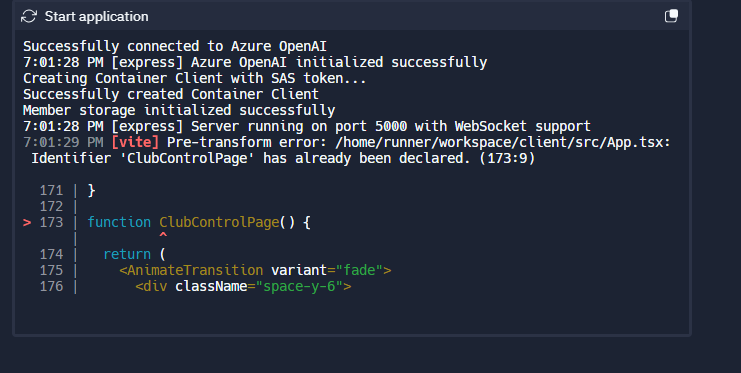 Start application
Successfully connected to Azure OpenAI
7:01:28 PM [express] Azure OpenAI initialized successfully
Creating Container Client with SAS token...
Successfully created Container Client
Member storage initialized successfully
7:01:28 PM [express] Server running on port 5000 with WebSocket support
7:01:29 PM [vite] Pre-transform error: /home/runner/workspace/client/src/App.tsx:
 Identifier 'ClubControlPage' has already been declared. (173:9)
  171 | }
  172 |
> 173 | function ClubControlPage() {
      |          ^
  174 |   return (
  175 |     <AnimateTransition variant="fade">
  176 |       <div className="space-y-6">